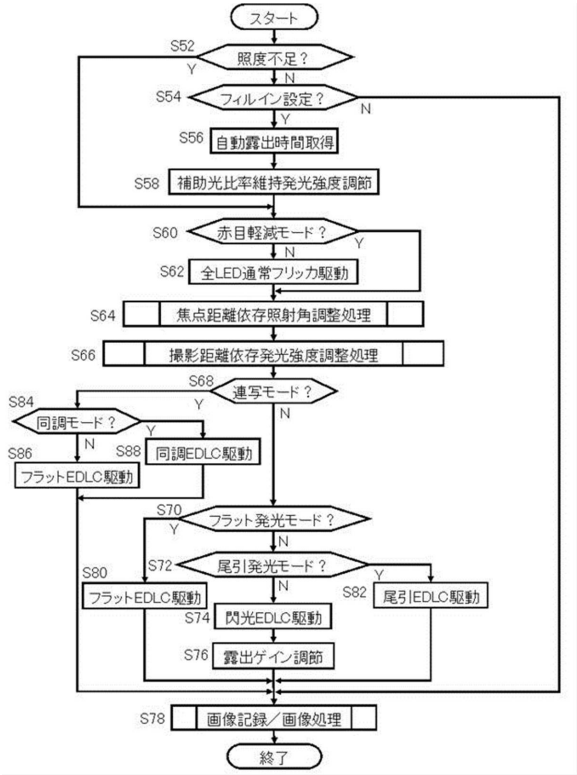 スタート
S52
照度不足？
Y
N
S54
フィルイン設定？
N
Y
S56
自動露出時間取得
S58
補助光比率維持発光強度調節
S60
赤目軽減モード？
Y
N
S62
全LED通常フリッカ駆動
S64
焦点距離依存照射角調整処理
S66
撮影距離依存発光強度調整処理
S68
連写モード？
Y
N
S84
同調モード？
Y
N
S86
フラットEDLC駆動
S88
同調EDLC駆動
S70
フラット発光モード？
Y
N
S72
尾引発光モード？
Y
N
S80
フラットEDLC駆動
S82
尾引EDLC駆動
S74
閃光EDLC駆動
S76
露出ゲイン調節
S78
画像記録／画像処理
終了